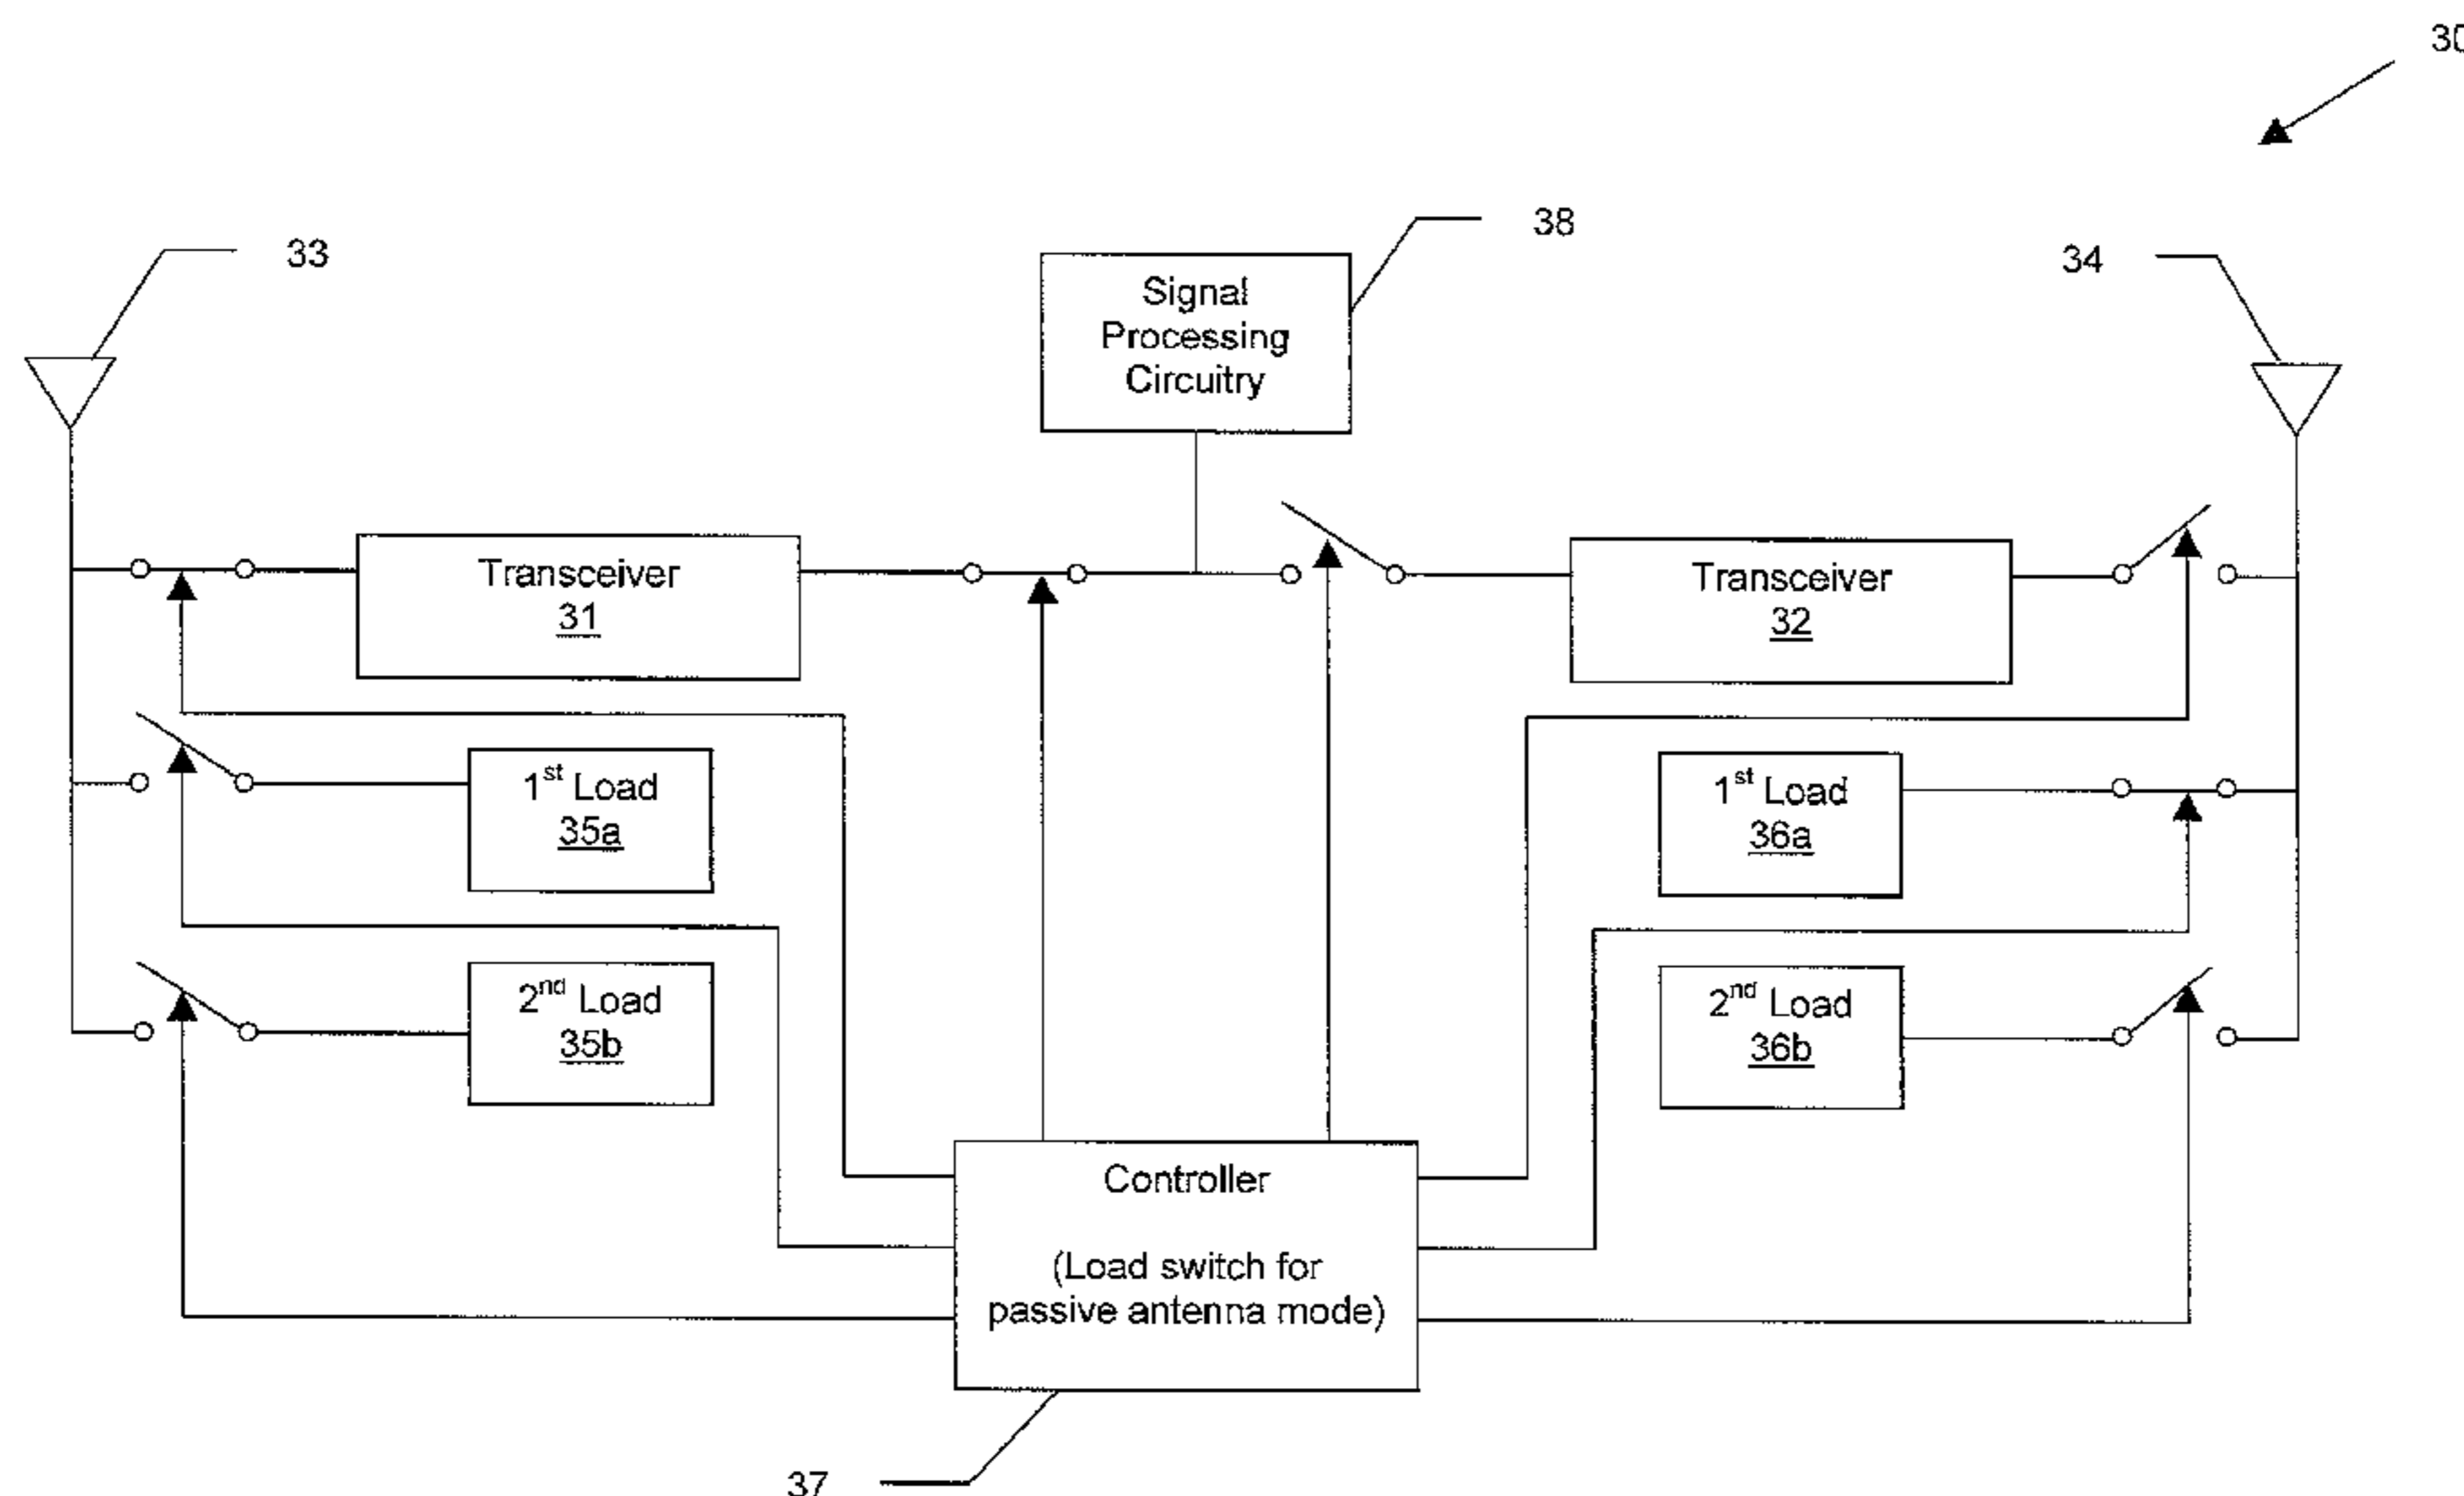 30
38
33
34
Signal
Processing
Circuitry
Transceiver
31
Transceiver
32
1st Load
35a
1st Load
36a
2nd Load
35b
2nd Load
36b
Controller
(Load switch for
passive antenna mode)
37